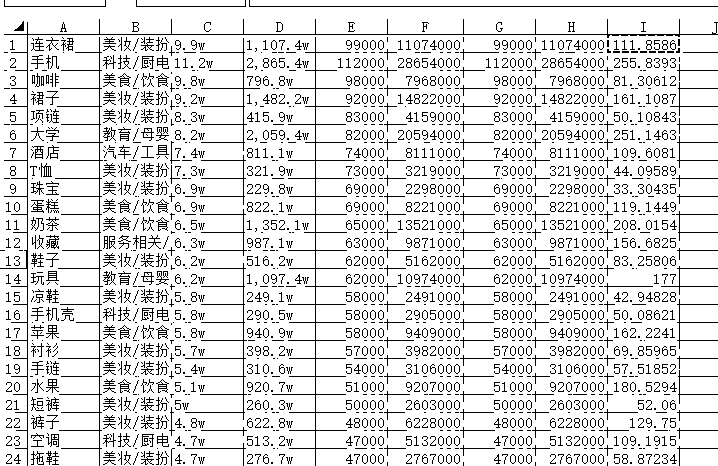 A B C D E F G H I J
1 连衣裙 美妆/装扮 9.9w 1,107.4w 99000 11074000 99000 11074000 111.8586
2 手机 科技/厨电 11.2w 2,865.4w 112000 28654000 112000 28654000 255.8393
3 咖啡 美食/饮食 9.8w 796.8w 98000 7968000 98000 7968000 81.30612
4 裙子 美妆/装扮 9.2w 1,482.2w 92000 14822000 92000 14822000 161.1087
5 项链 美妆/装扮 8.3w 415.9w 83000 4159000 83000 4159000 50.10843
6 大学 教育/母婴 8.2w 2,059.4w 82000 20594000 82000 20594000 251.1463
7 酒店 汽车/工具 7.4w 811.1w 74000 8111000 74000 8111000 109.6081
8 T恤 美妆/装扮 7.3w 321.9w 73000 3219000 73000 3219000 44.09589
9 珠宝 美妆/装扮 6.9w 229.8w 69000 2298000 69000 2298000 33.30435
10 蛋糕 美食/饮食 6.9w 822.1w 69000 8221000 69000 8221000 119.1449
11 奶茶 美食/饮食 6.5w 1,352.1w 65000 13521000 65000 13521000 208.0154
12 收藏 服务相关/ 6.3w 987.1w 63000 9871000 63000 9871000 156.6825
13 鞋子 美妆/装扮 6.2w 516.2w 62000 5162000 62000 5162000 83.25806
14 玩具 教育/母婴 6.2w 1,097.4w 62000 10974000 62000 10974000 177
15 凉鞋 美妆/装扮 5.8w 249.1w 58000 2491000 58000 2491000 42.94828
16 手机壳 科技/厨电 5.8w 290.5w 58000 2905000 58000 2905000 50.08621
17 苹果 美食/饮食 5.8w 940.9w 58000 9409000 58000 9409000 162.2241
18 衬衫 美妆/装扮 5.7w 398.2w 57000 3982000 57000 3982000 69.85965
19 手链 美妆/装扮 5.4w 310.6w 54000 3106000 54000 3106000 57.51852
20 水果 美食/饮食 5.1w 920.7w 51000 9207000 51000 9207000 180.5294
21 短裤 美妆/装扮 5w 260.3w 50000 2603000 50000 2603000 52.06
22 裤子 美妆/装扮 4.8w 622.8w 48000 6228000 48000 6228000 129.75
23 空调 科技/厨电 4.7w 513.2w 47000 5132000 47000 5132000 109.1915
24 拖鞋 美妆/装扮 4.7w 276.7w 47000 2767000 47000 2767000 58.87234